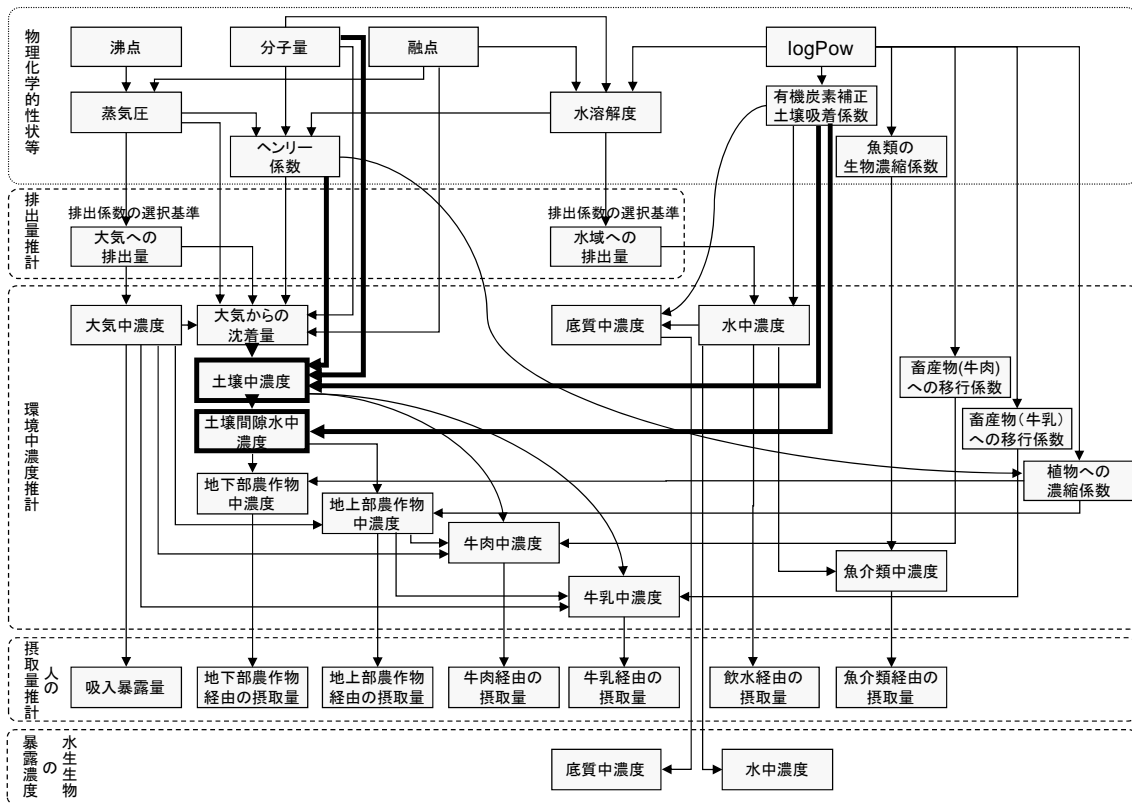 物理化学的性状等
沸点
分子量
融点
logPow
蒸気圧
水溶解度
有機炭素補正
土壌吸着係数
ヘンリー
係数
魚類の
生物濃縮係数
排出量推計
排出係数の選択基準
大気への
排出量
排出係数の選択基準
水域への
排出量
環境中濃度推計
大気中濃度
大気からの
沈着量
底質中濃度
水中濃度
土壌中濃度
畜産物(牛肉)
への移行係数
土壌間隙水中
濃度
畜産物(牛乳)
への移行係数
地下部農作物
中濃度
植物への
濃縮係数
地上部農作物
中濃度
牛肉中濃度
魚介類中濃度
牛乳中濃度
人の
摂取量推計
吸入暴露量
地下部農作物
経由の摂取量
地上部農作物
経由の摂取量
牛肉経由の
摂取量
牛乳経由の
摂取量
飲水経由の
摂取量
魚介類経由の
摂取量
水生生物
の
暴露濃度
底質中濃度
水中濃度